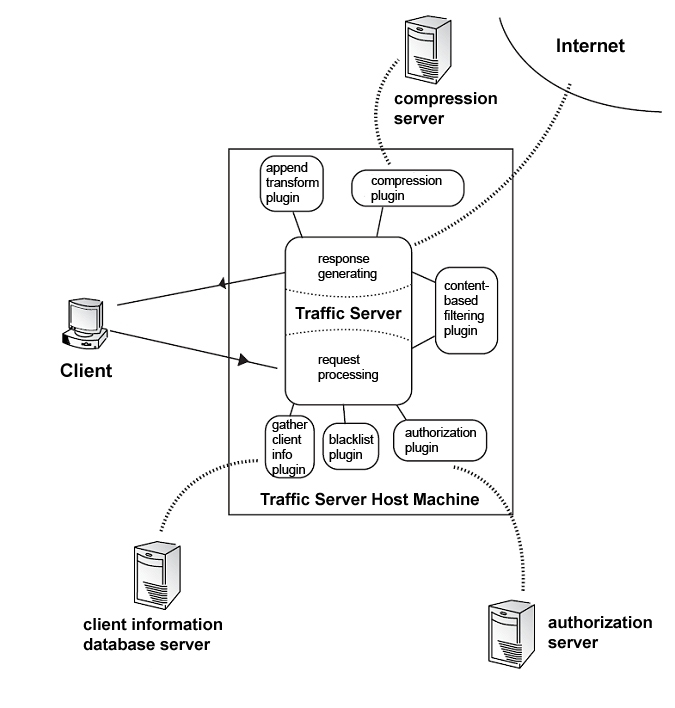 Internet
compression
server
append
transform
plugin
compression
plugin
response
generating
content-
based
filtering
plugin
Traffic Server
request
processing
Client
gather
client
info
plugin
blacklist
plugin
authorization
plugin
Traffic Server Host Machine
client information
database server
authorization
server